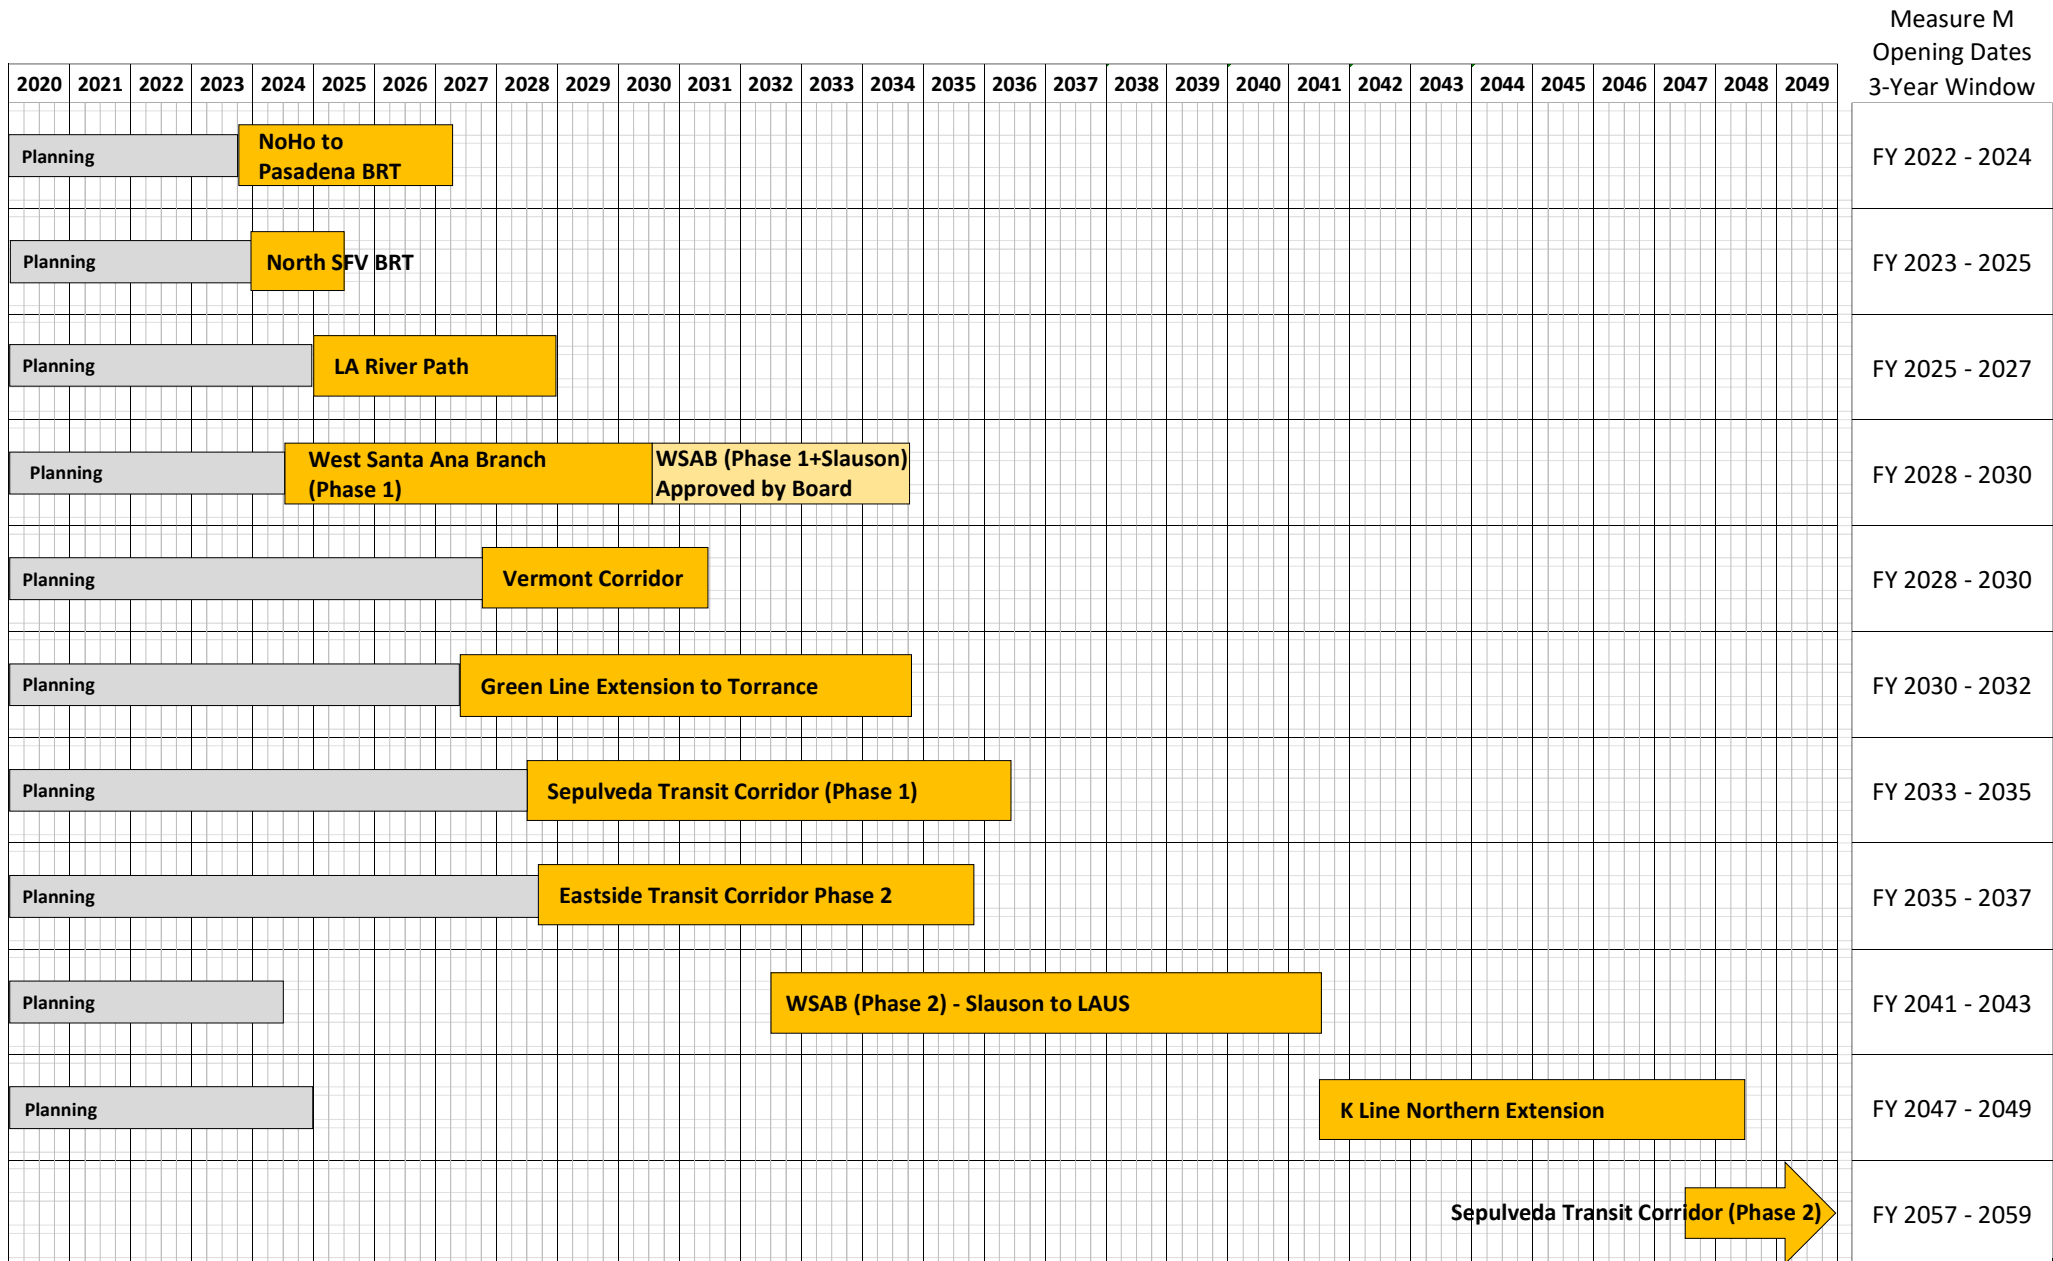 Measure M
Opening Dates
3-Year Window
2020 2021 2022 2023 2024 2025 2026 2027 2028 2029 2030 2031 2032 2033 2034 2035 2036 2037 2038 2039 2040 2041 2042 2043 2044 2045 2046 2047 2048 2049
Planning
NoHo to
Pasadena BRT
FY 2022 - 2024
Planning
North SFV BRT
FY 2023 - 2025
Planning
LA River Path
FY 2025 - 2027
Planning
West Santa Ana Branch
(Phase 1)
WSAB (Phase 1+Slauson)
Approved by Board
FY 2028 - 2030
Planning
Vermont Corridor
FY 2028 - 2030
Planning
Green Line Extension to Torrance
FY 2030 - 2032
Planning
Sepulveda Transit Corridor (Phase 1)
FY 2033 - 2035
Planning
Eastside Transit Corridor Phase 2
FY 2035 - 2037
Planning
WSAB (Phase 2) - Slauson to LAUS
FY 2041 - 2043
Planning
K Line Northern Extension
FY 2047 - 2049
Sepulveda Transit Corridor (Phase 2)
FY 2057 - 2059